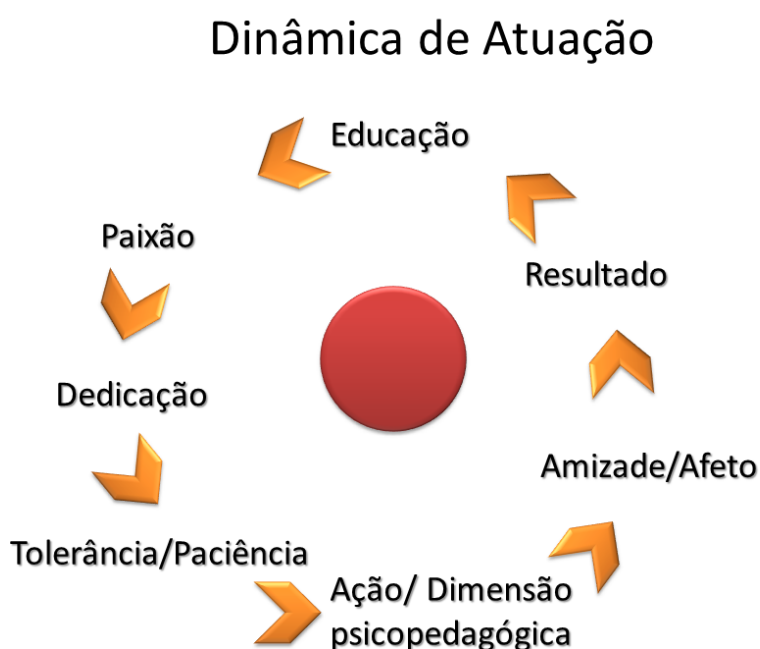 Dinâmica de Atuação
Educação
Paixão
Resultado
Dedicação
Amizade/Afeto
Tolerância/Paciência
Ação/ Dimensão
psicopedagógica